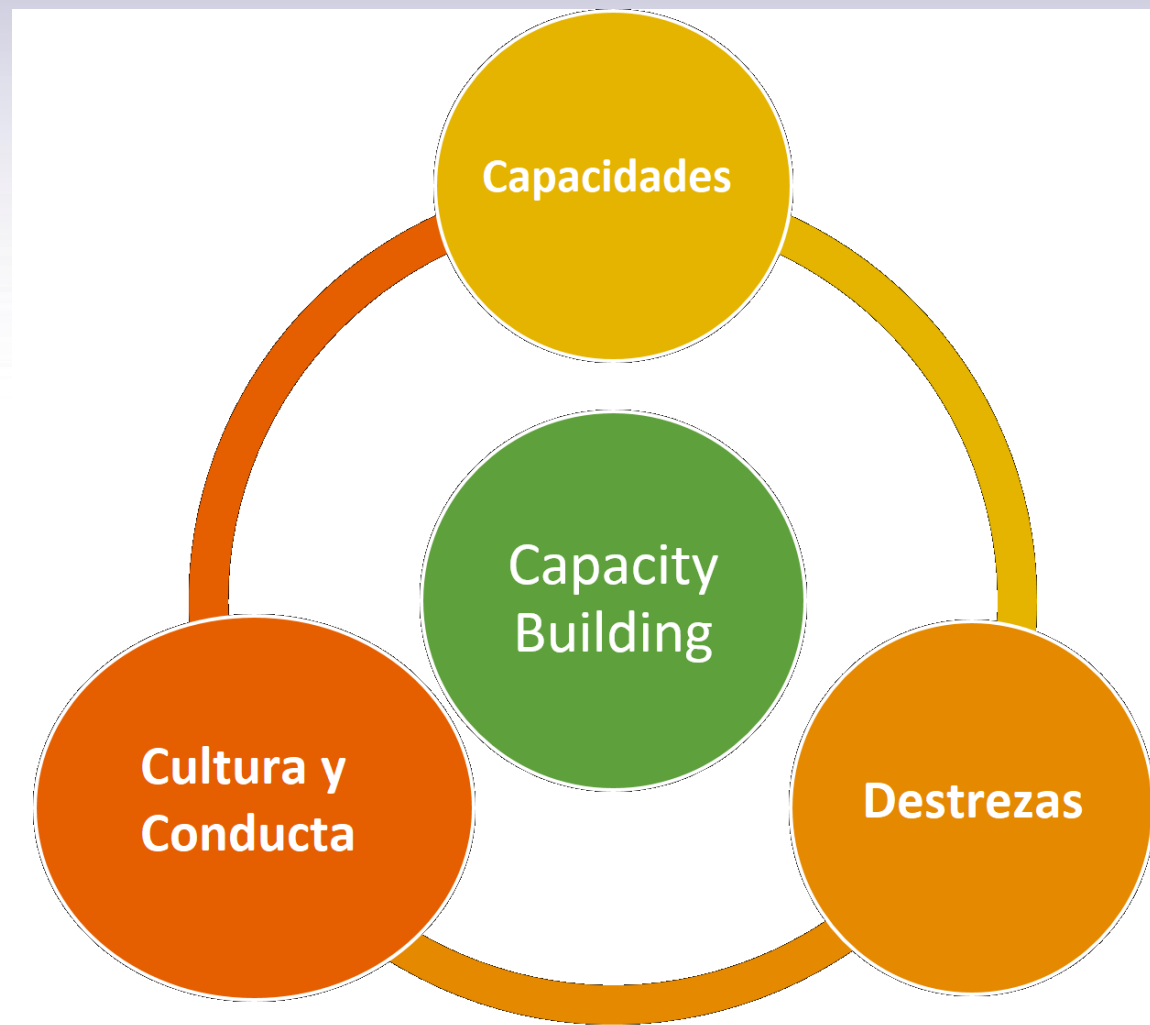 Capacidades
Capacity
Building
Cultura y
Conducta
Destrezas